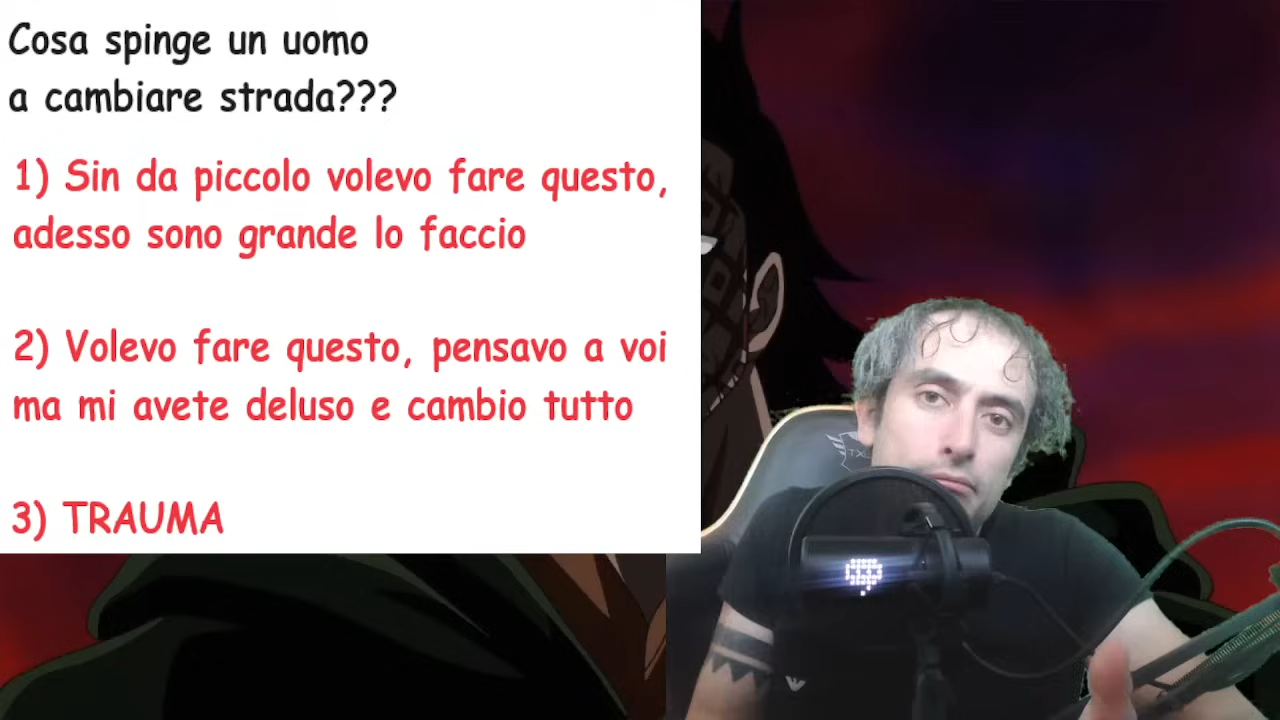 Cosa spinge un uomo
a cambiare strada???
1) Sin da piccolo volevo fare questo,
adesso sono grande lo faccio
2) Volevo fare questo, pensavo a voi
ma mi avete deluso e cambio tutto
3) TRAUMA